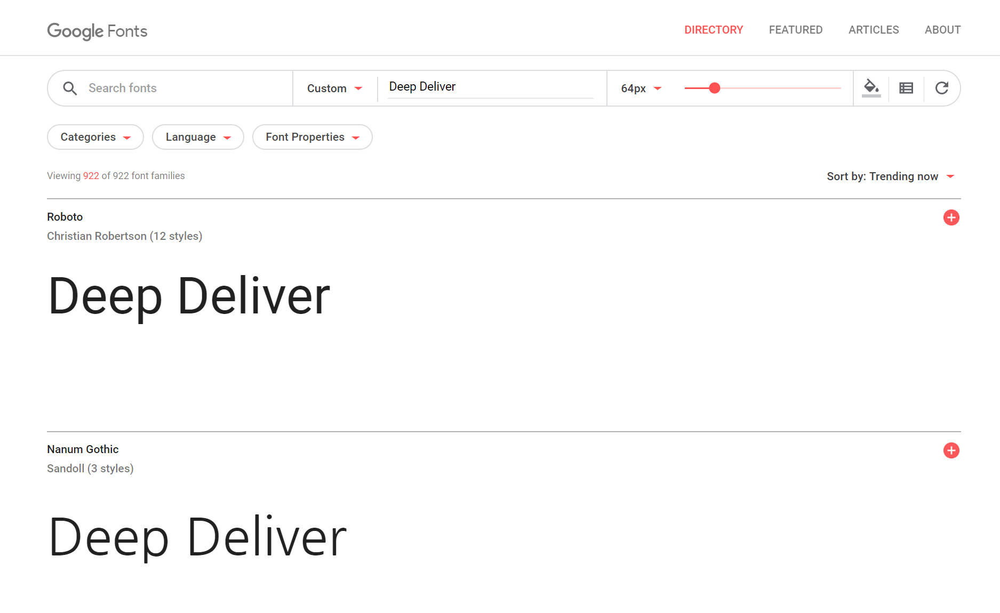 Google Fonts
DIRECTORY FEATURED ARTICLES ABOUT
Search fonts Custom Deep Deliver 64px
Categories Language Font Properties
Viewing 922 of 922 font families Sort by: Trending now
Roboto
Christian Robertson (12 styles)
Deep Deliver
Nanum Gothic
Sandoll (3 styles)
Deep Deliver